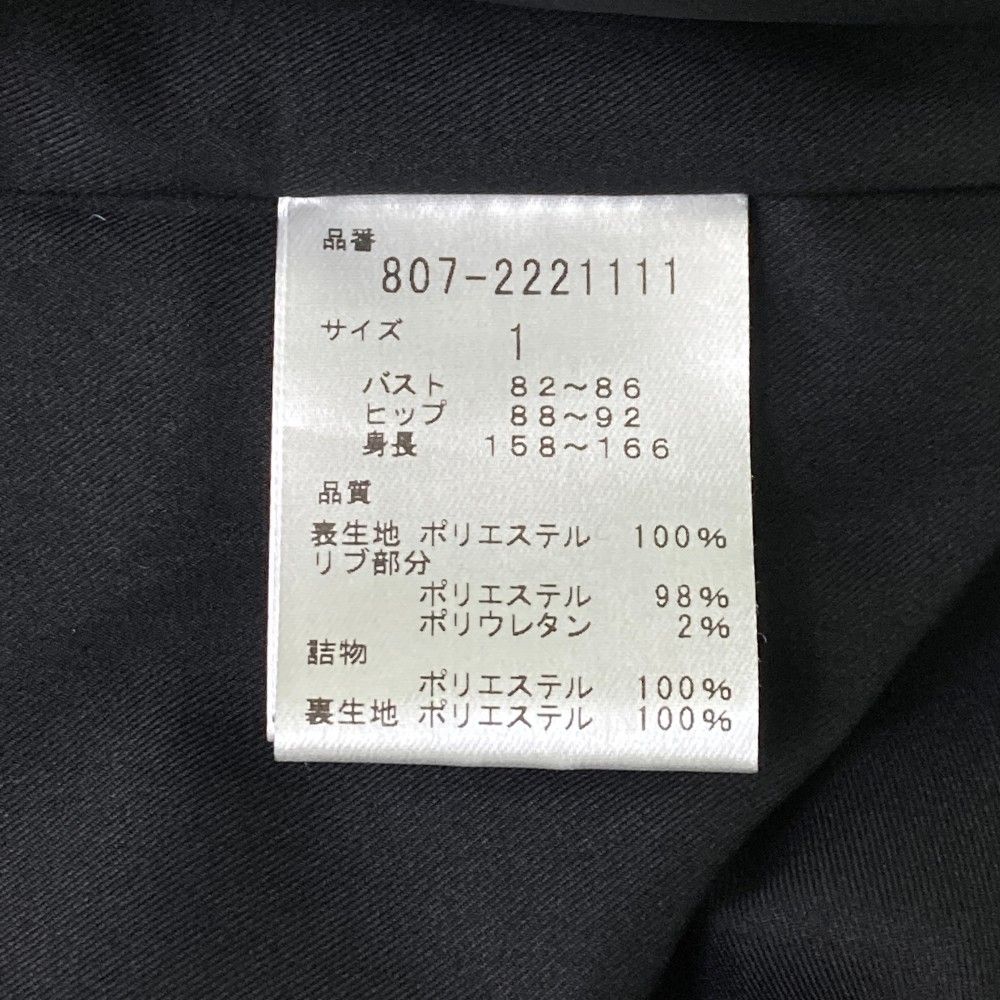 品番
807-2221111
サイズ 1
バスト 82～86
ヒップ 88～92
身長 158～166
品質
表生地 ポリエステル 100%
リブ部分
ポリエステル 98%
ポリウレタン 2%
詰物
ポリエステル 100%
裏生地 ポリエステル 100%